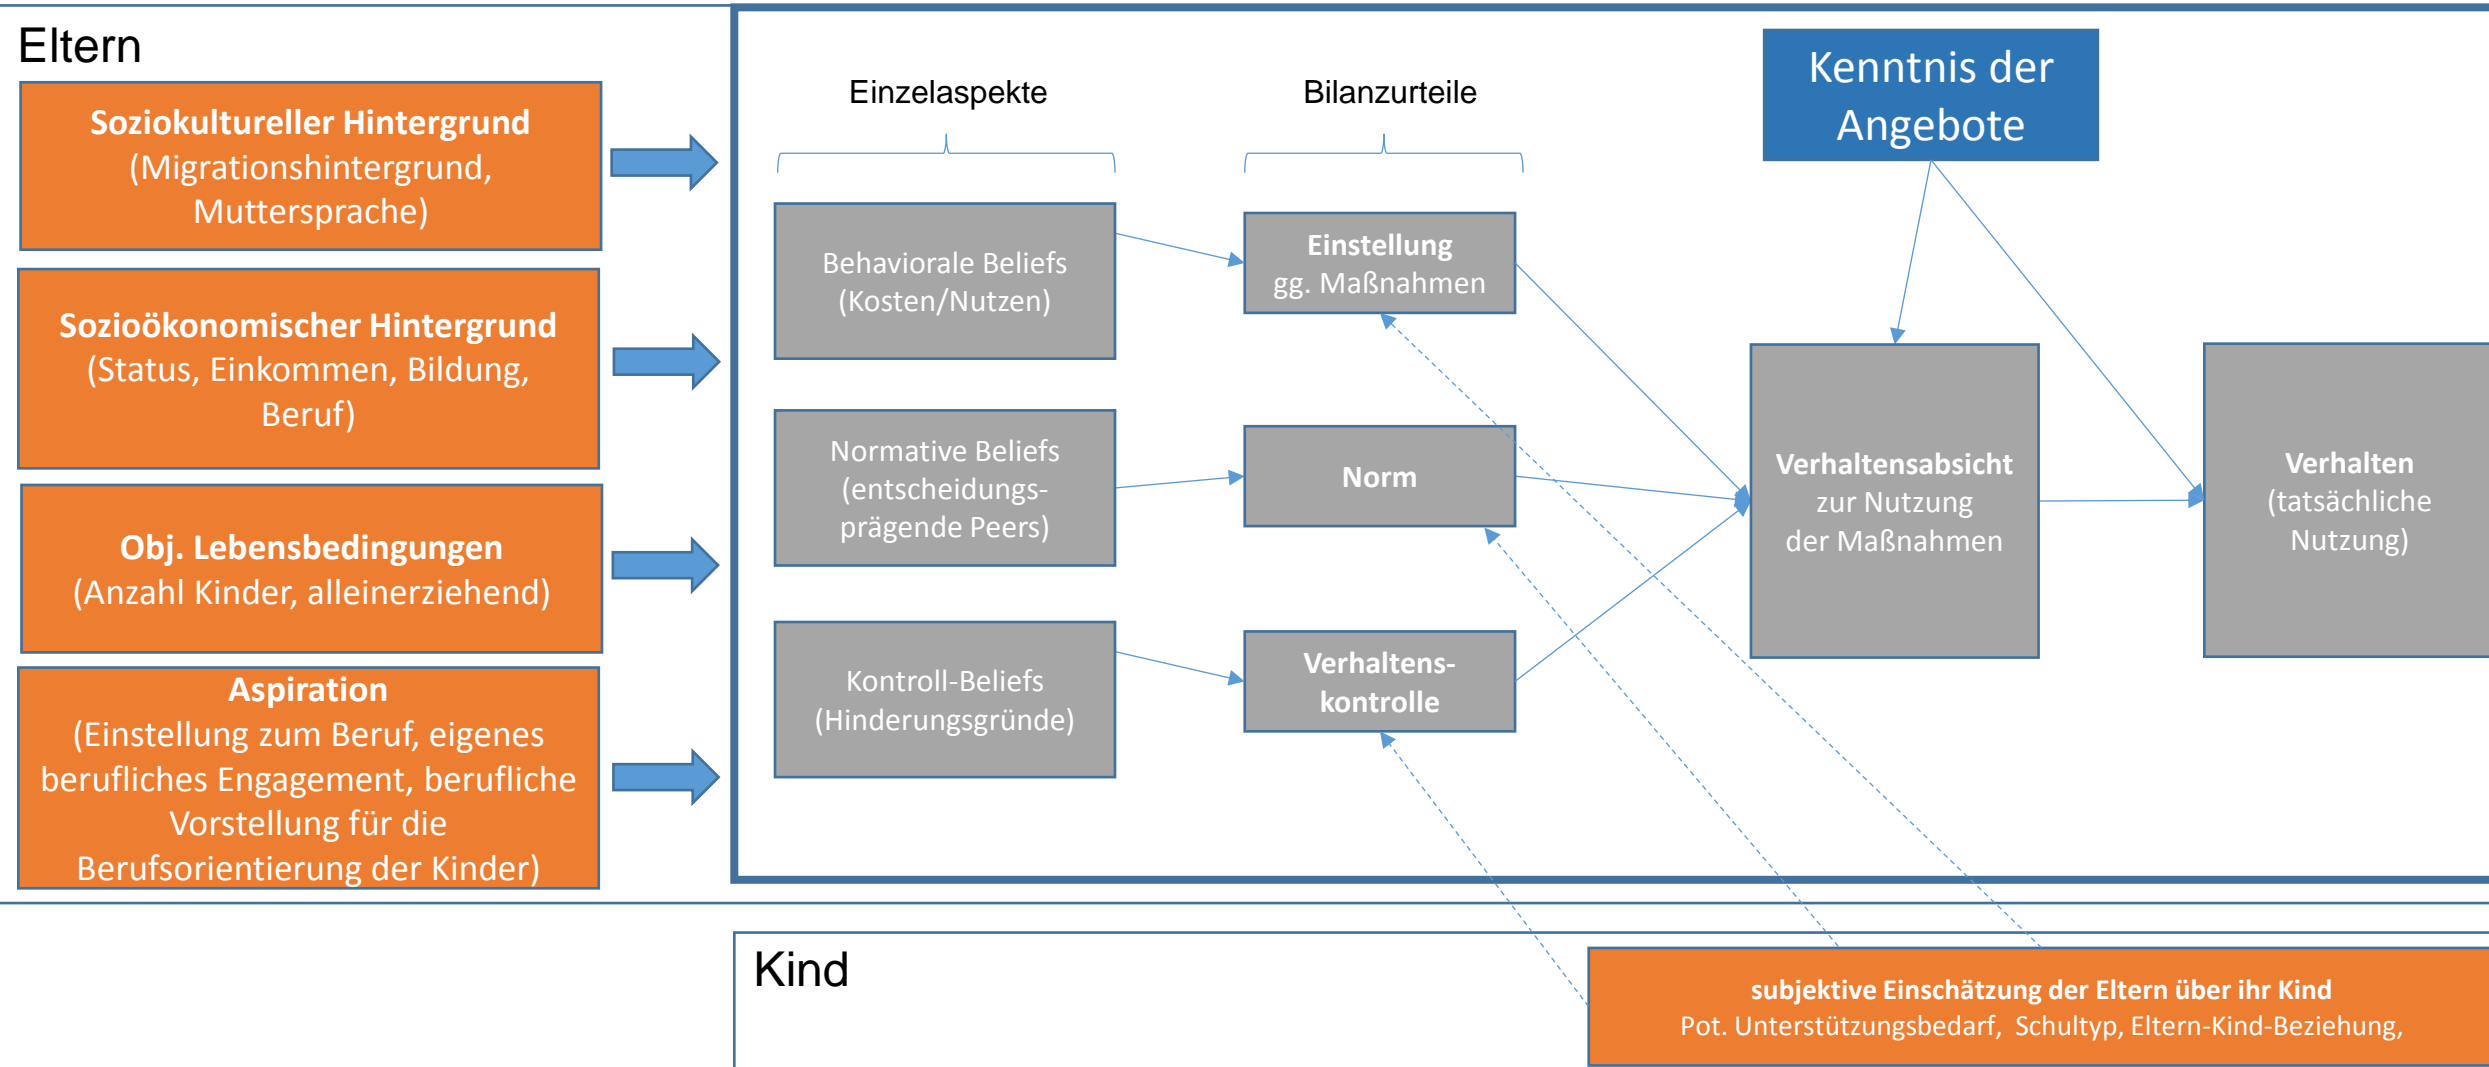 Eltern
Soziokultureller Hintergrund
(Migrationshintergrund,
Muttersprache)
Sozioökonomischer Hintergrund
(Status, Einkommen, Bildung,
Beruf)
Obj. Lebensbedingungen
(Anzahl Kinder, alleinerziehend)
Aspiration
(Einstellung zum Beruf, eigenes
berufliches Engagement, berufliche
Vorstellung für die
Berufsorientierung der Kinder)
Einzelaspekte
Behaviorale Beliefs
(Kosten/Nutzen)
Normative Beliefs
(entscheidungs-
prägende Peers)
Kontroll-Beliefs
(Hinderungsgründe)
Bilanzurteile
Einstellung
gg. Maßnahmen
Norm
Verhaltens-
kontrolle
Kenntnis der
Angebote
Verhaltensabsicht
zur Nutzung
der Maßnahmen
Verhalten
(tatsächliche
Nutzung)
Kind
subjektive Einschätzung der Eltern über ihr Kind
Pot. Unterstützungsbedarf,  Schultyp, Eltern-Kind-Beziehung,